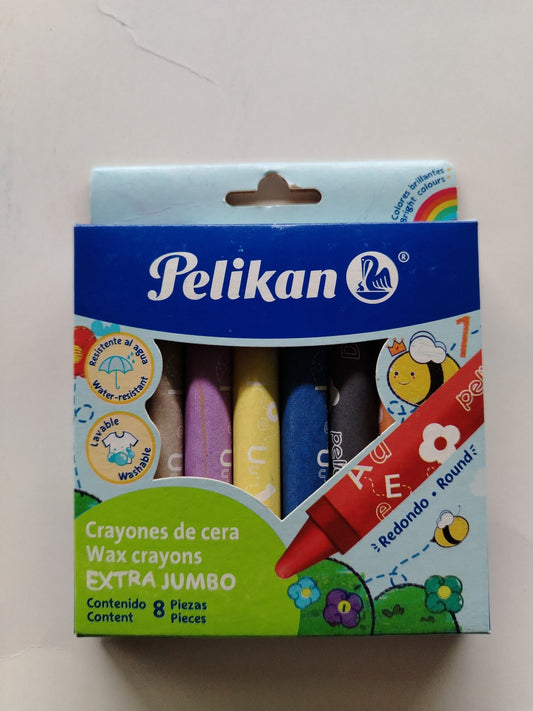 Colores brillantes
Bright colours
Pelikan ®
Resistente al agua
Water-resistant
Lavable
Washable
1
A
E
Redondo • Round
Crayones de cera
Wax crayons
EXTRA JUMBO
Contenido 8 Piezas
Content Pieces